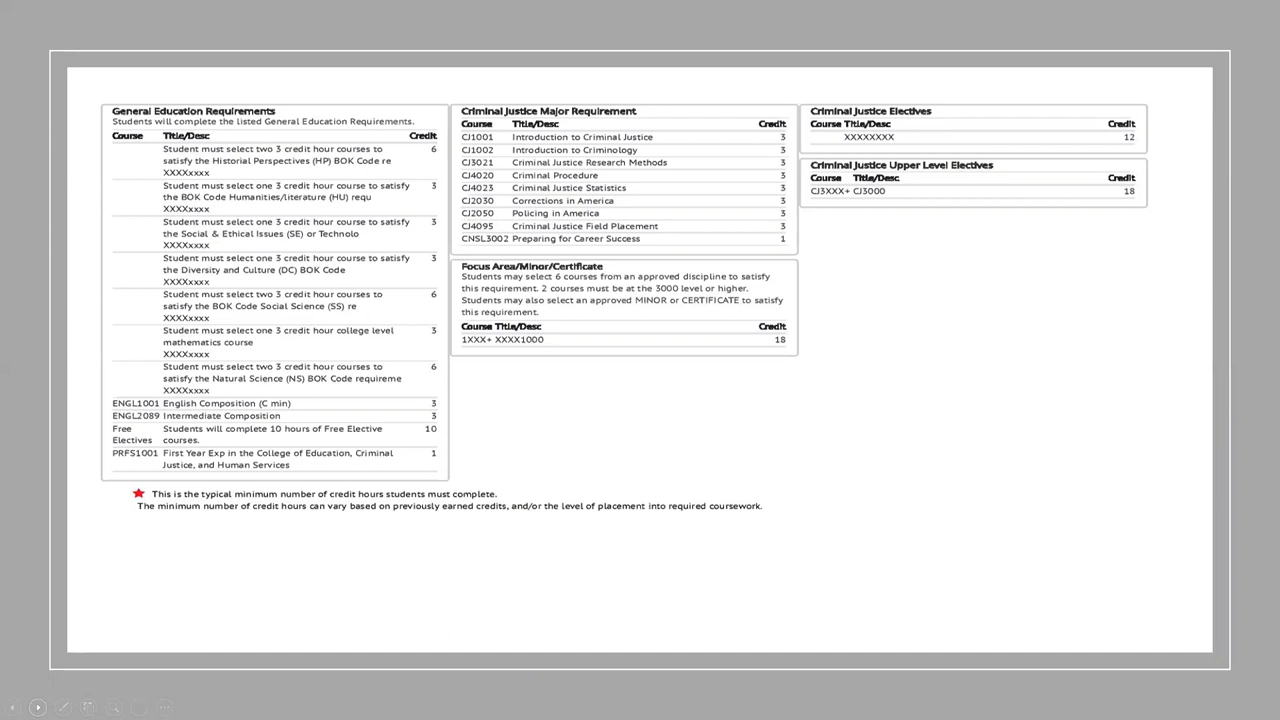 General Education Requirements
Students will complete the listed General Education Requirements.
Course Title/Desc Credit
Student must select two 3 credit hour courses to 6
satisfy the Historial Perspectives (HP) BOK Code re
XXXXxxxx
Student must select one 3 credit hour course to satisfy 3
the BOK Code Humanities/literature (HU) requ
XXXXxxxx
Student must select one 3 credit hour course to satisfy 3
the Social & Ethical Issues (SE) or Technolo
XXXXxxxx
Student must select one 3 credit hour course to satisfy 3
the Diversity and Culture (DC) BOK Code
XXXXxxxx
Student must select two 3 credit hour courses to 6
satisfy the BOK Code Social Science (SS) re
XXXXxxxx
Student must select one 3 credit hour college level 3
mathematics course
XXXXxxxx
Student must select two 3 credit hour courses to 6
satisfy the Natural Science (NS) BOK Code requireme
XXXXxxxx
ENGL1001 English Composition (C min) 3
ENGL2089 Intermediate Composition 3
Free Students will complete 10 hours of Free Elective 10
Electives courses.
PRFS1001 First Year Exp in the College of Education, Criminal 1
Justice, and Human Services
Criminal Justice Major Requirement
Course Title/Desc Credit
CJ1001 Introduction to Criminal Justice 3
CJ1002 Introduction to Criminology 3
CJ3021 Criminal Justice Research Methods 3
CJ4020 Criminal Procedure 3
CJ4023 Criminal Justice Statistics 3
CJ2030 Corrections in America 3
CJ2050 Policing in America 3
CJ4095 Criminal Justice Field Placement 3
CNSL3002 Preparing for Career Success 1
Focus Area/Minor/Certificate
Students may select 6 courses from an approved discipline to satisfy
this requirement. 2 courses must be at the 3000 level or higher.
Students may also select an approved MINOR or CERTIFICATE to satisfy
this requirement.
Course Title/Desc Credit
1XXX+ XXXX1000 18
Criminal Justice Electives
Course Title/Desc Credit
XXXXXXXX 12
Criminal Justice Upper Level Electives
Course Title/Desc Credit
CJ3XXX+ CJ3000 18
This is the typical minimum number of credit hours students must complete.
The minimum number of credit hours can vary based on previously earned credits, and/or the level of placement into required coursework.